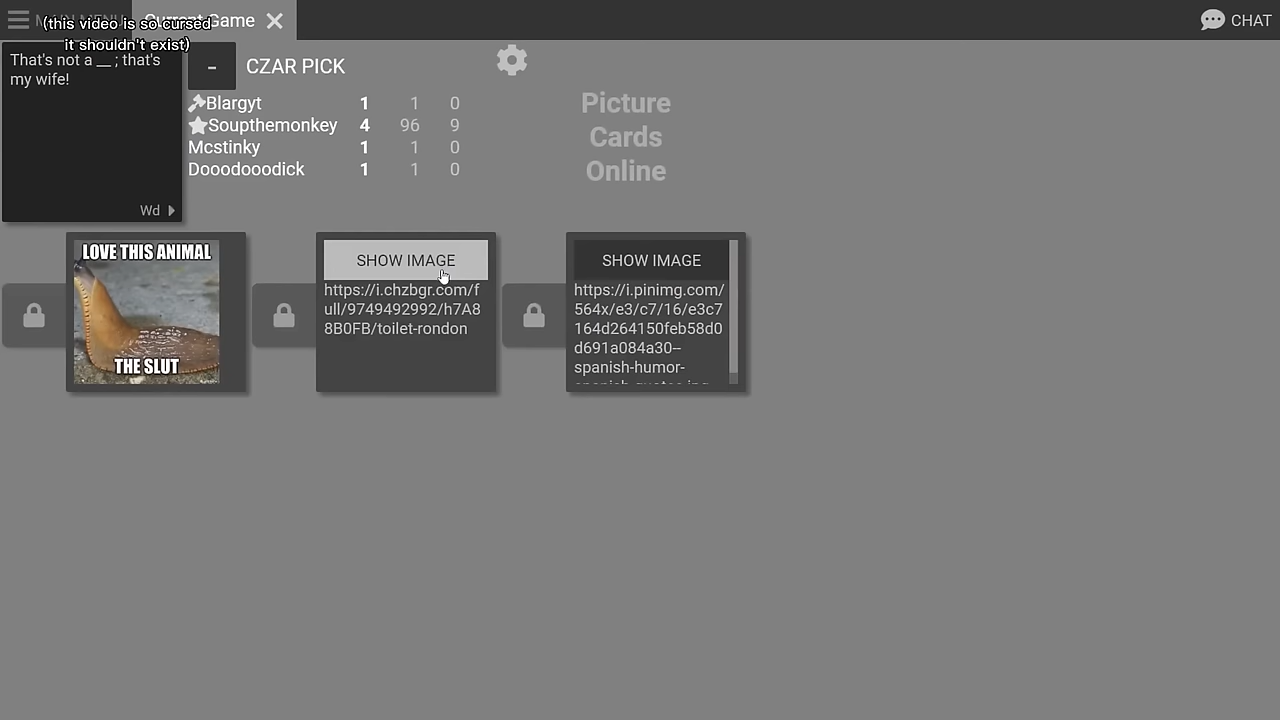 (this video is so cursed
it shouldn't exist)
Current Game
CHAT
That's not a __ ; that's
my wife!
Wd
-
CZAR PICK
Blargyt 1 1 0
Soupthemonkey 4 96 9
Mcstinky 1 1 0
Dooodooodick 1 1 0
Picture
Cards
Online
LOVE THIS ANIMAL
THE SLUT
SHOW IMAGE
https://i.chzbgr.com/f
ull/9749492992/h7A8
8B0FB/toilet-rondon
SHOW IMAGE
https://i.pinimg.com/
564x/e3/c7/16/e3c7
164d264150feb58d0
d691a084a30--
spanish-humor-